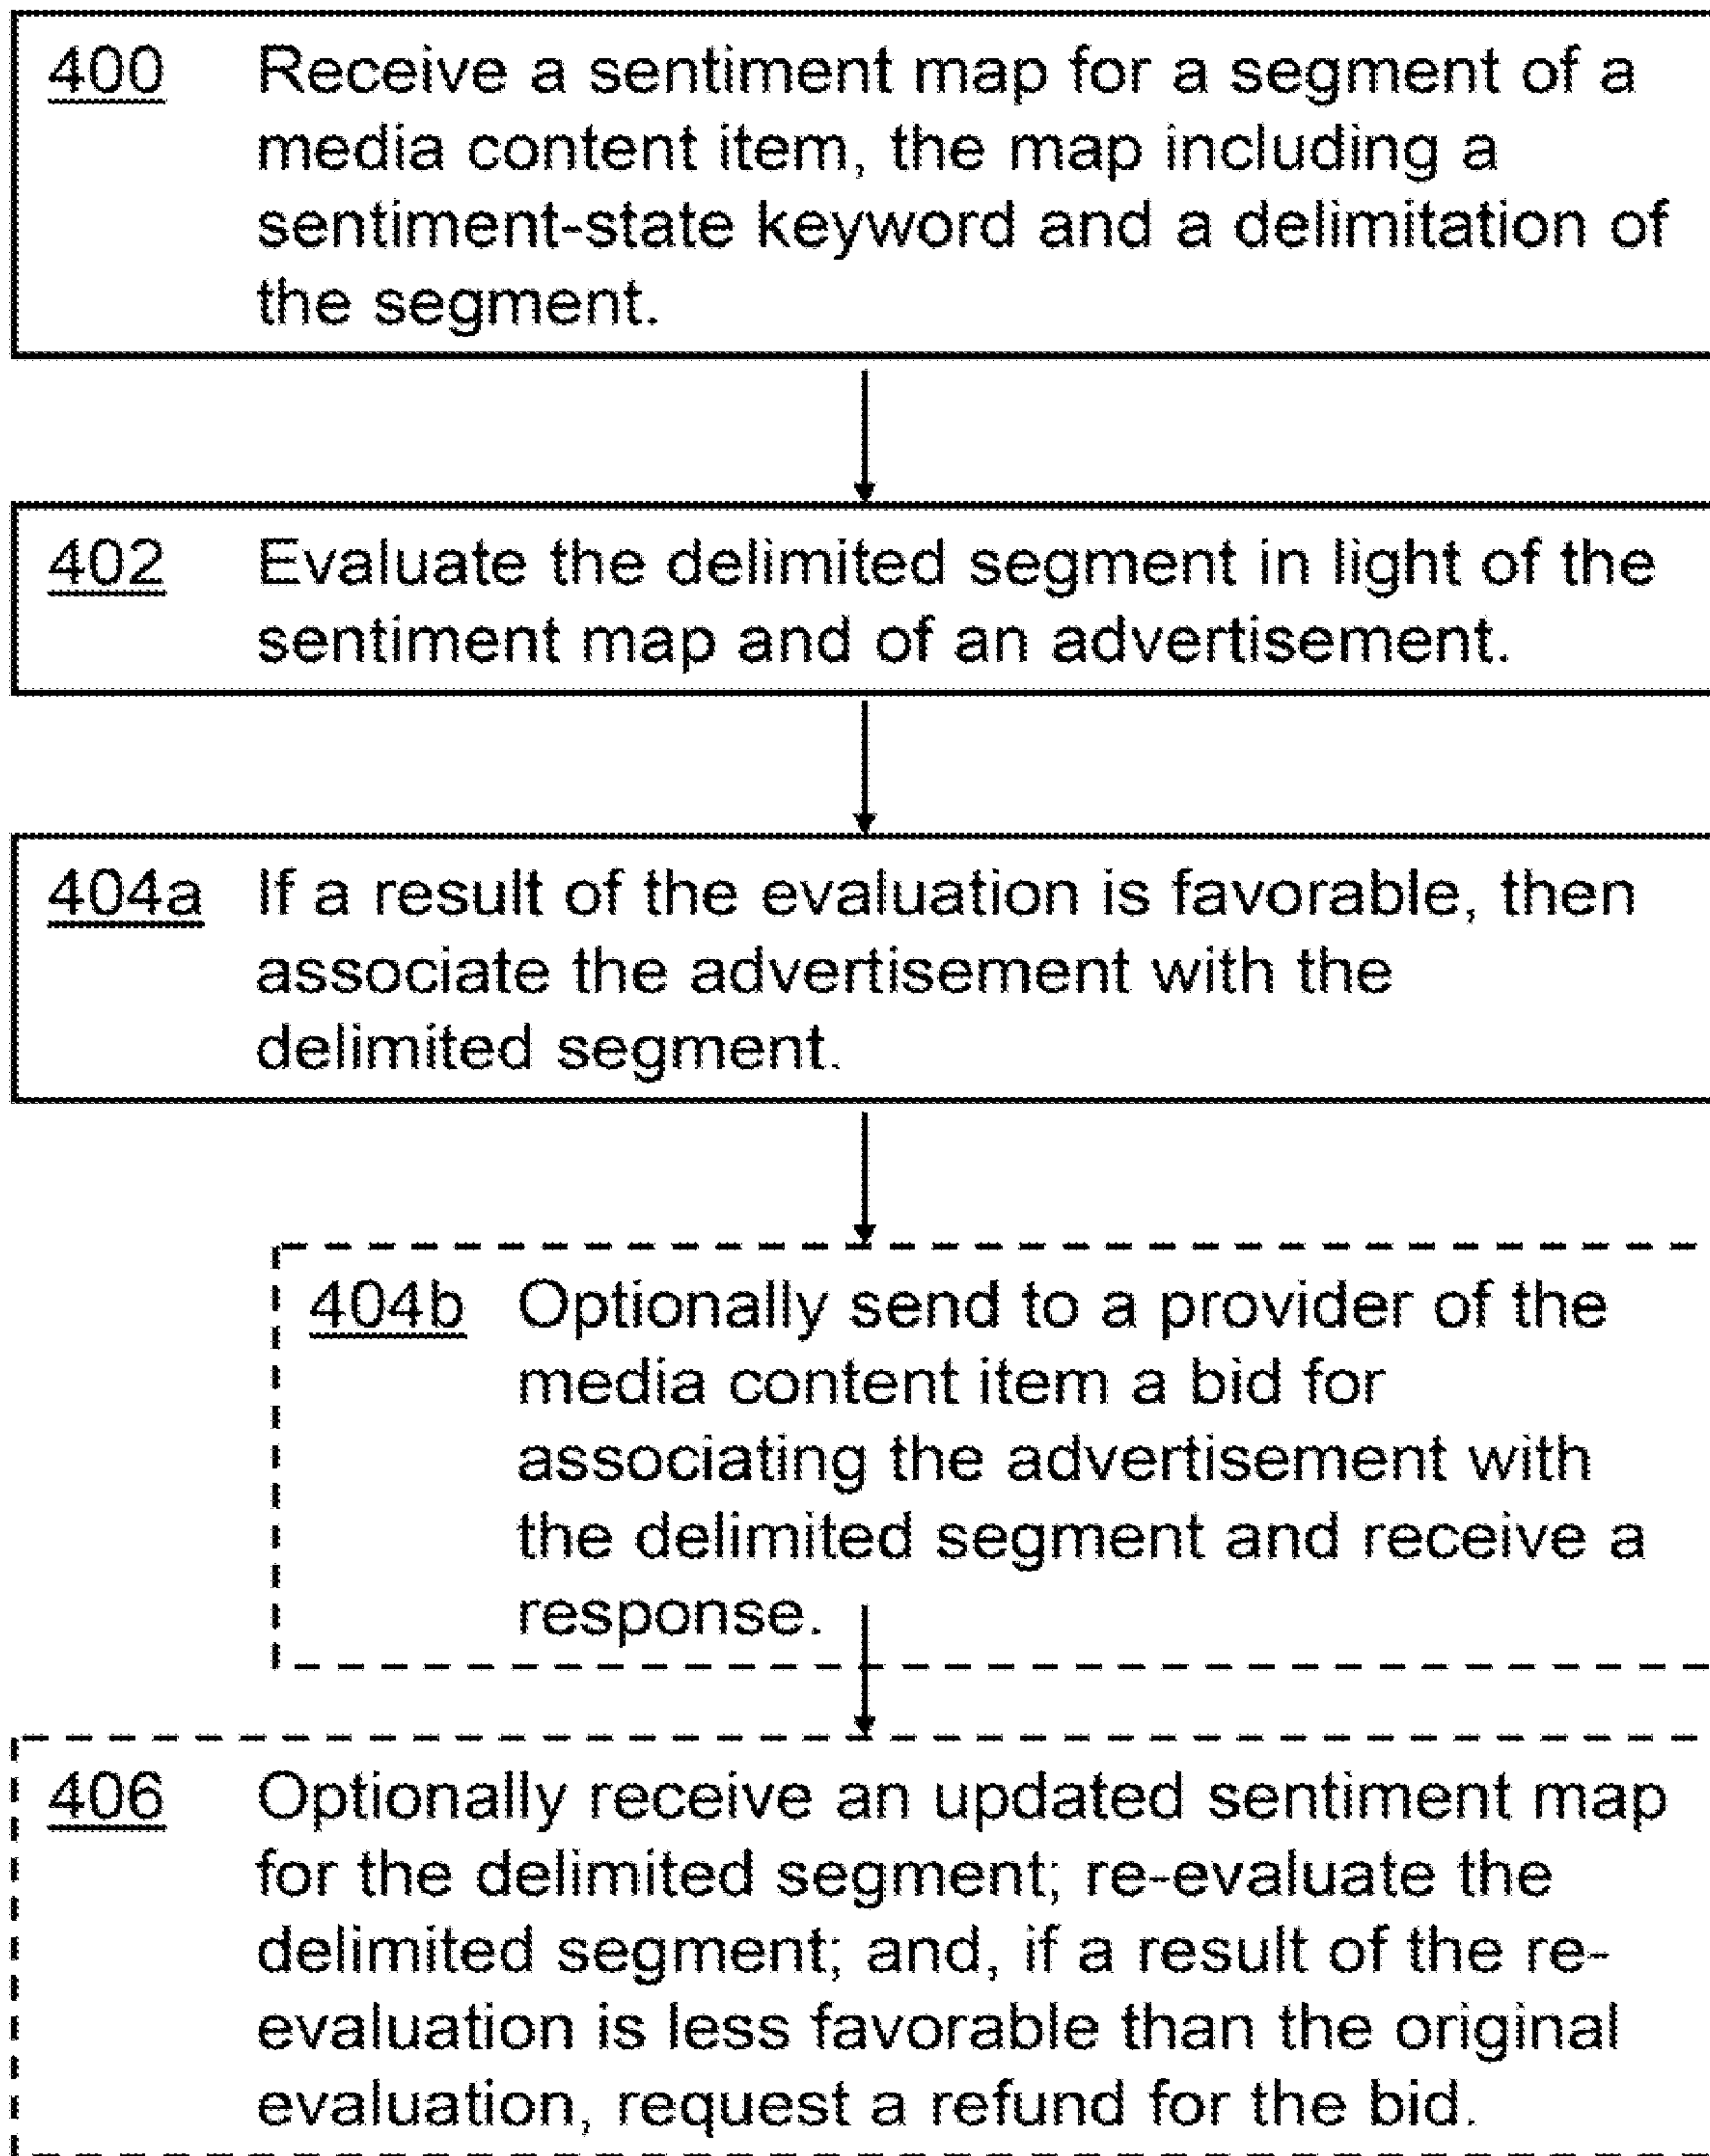 400 Receive a sentiment map for a segment of a
media content item, the map including a
sentiment-state keyword and a delimitation of
the segment.
402 Evaluate the delimited segment in light of the
sentiment map and of an advertisement.
404a If a result of the evaluation is favorable, then
associate the advertisement with the
delimited segment.
404b Optionally send to a provider of the
media content item a bid for
associating the advertisement with
the delimited segment and receive a
response.
406 Optionally receive an updated sentiment map
for the delimited segment; re-evaluate the
delimited segment; and, if a result of the re-
evaluation is less favorable than the original
evaluation, request a refund for the bid.